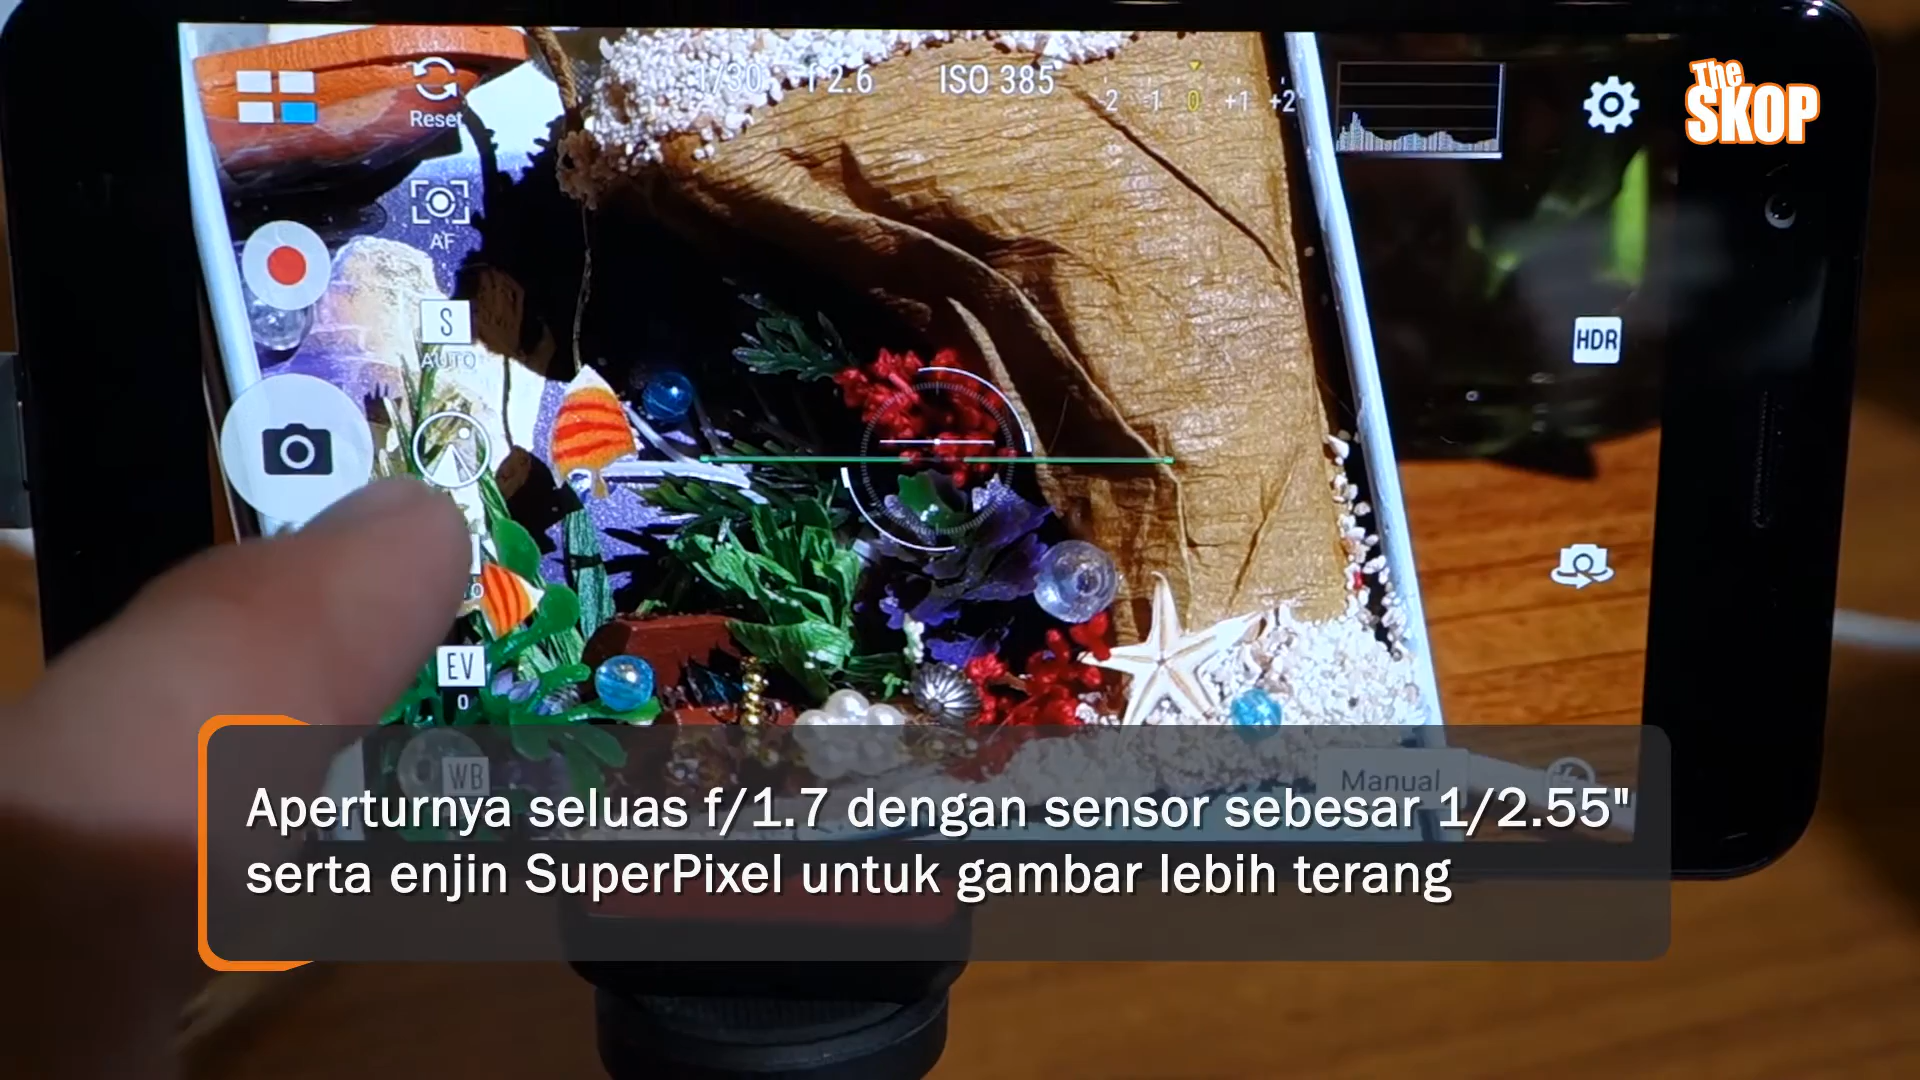 1/30 f 2.6 ISO 385
-2 -1 0 +1 +2
The
SKOP
Reset
AF
S
AUTO
HDR
EV
0
WB
Manual
Aperturnya seluas f/1.7 dengan sensor sebesar 1/2.55"
serta enjin SuperPixel untuk gambar lebih terang